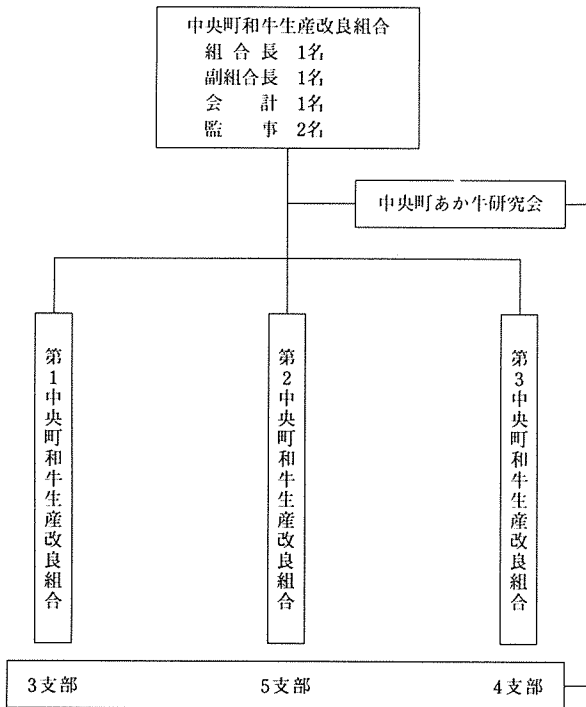 中央町和牛生産改良組合
組合長 1名
副組合長 1名
会計 1名
監事 2名
中央町あか牛研究会
第1中央町和牛生産改良組合
第2中央町和牛生産改良組合
第3中央町和牛生産改良組合
3支部 5支部 4支部